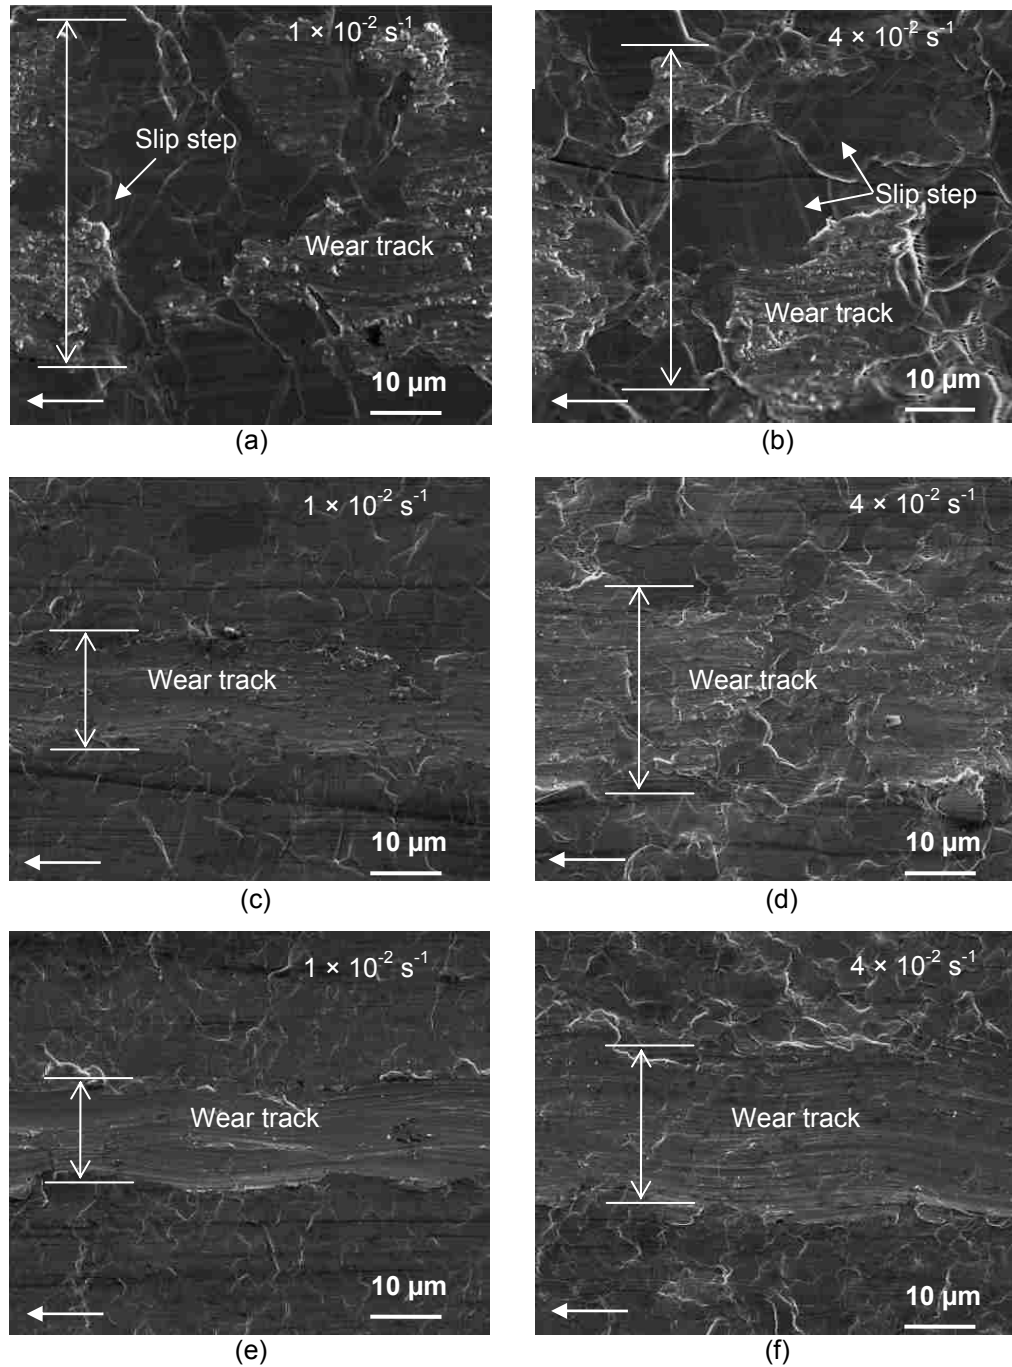 1 × 10⁻² s⁻¹
Slip step
Wear track
10 µm
(a)
4 × 10⁻² s⁻¹
Slip step
Wear track
10 µm
(b)
1 × 10⁻² s⁻¹
Wear track
10 µm
(c)
4 × 10⁻² s⁻¹
Wear track
10 µm
(d)
1 × 10⁻² s⁻¹
Wear track
10 µm
(e)
4 × 10⁻² s⁻¹
Wear track
10 µm
(f)